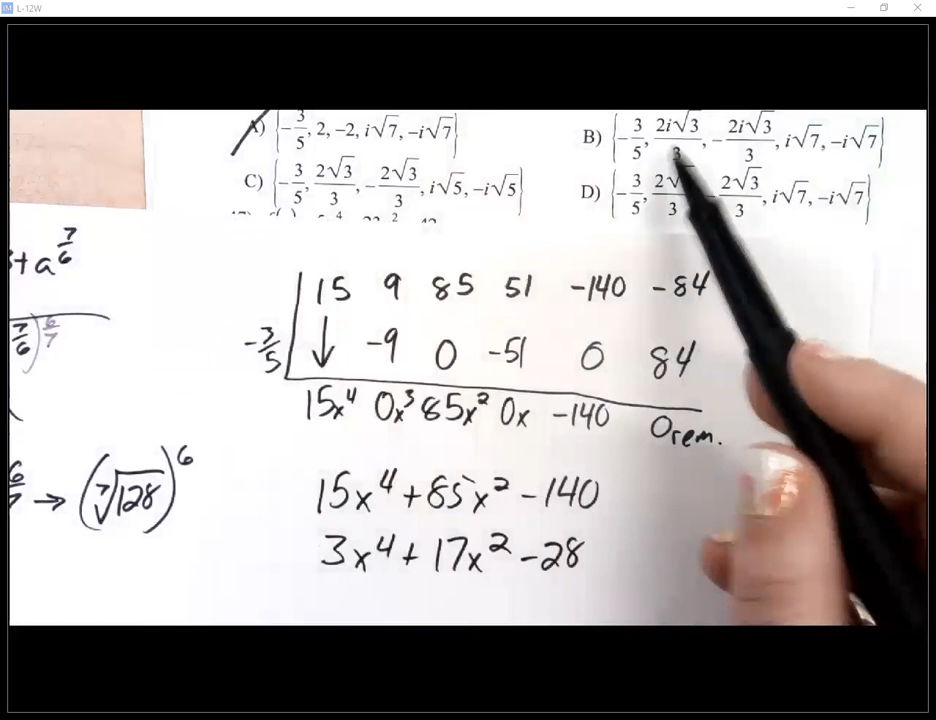 L-12W
A) {-3/5, 2, -2, i√7, -i√7}
B) {-3/5, 2i√3/3, -2i√3/3, i√7, -i√7}
C) {-3/5, 2√3/3, -2√3/3, i√5, -i√5}
D) {-3/5, 2√ /3, 2√3/3, i√7, -i√7}
+ a^7/6
15 9 85 51 -140 -84
7/6 6/7
-3/5 ↓ -9 0 -51 0 84
15x⁴ 0x³ 85x² 0x -140 0 rem.
→ (⁷√128)⁶
15x⁴ + 85x² - 140
3x⁴ + 17x² - 28